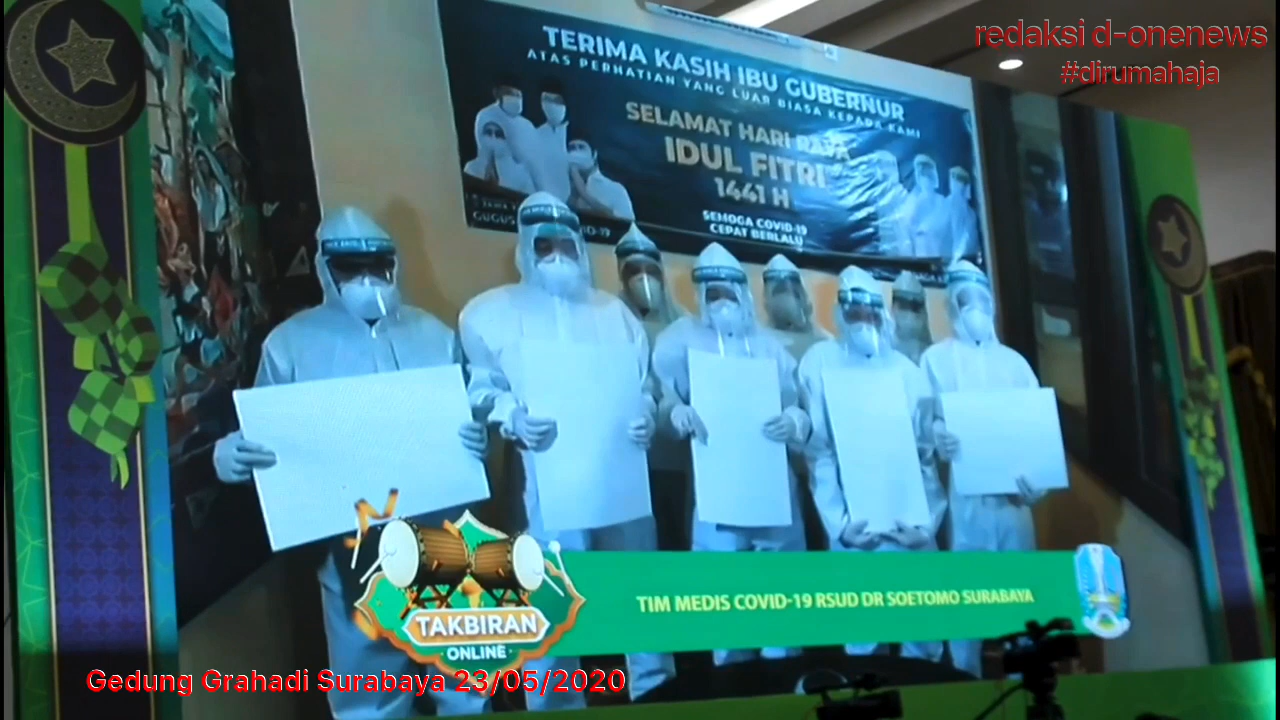 redaksi d-onenews
#dirumahaja
TERIMA KASIH IBU GUBERNUR
ATAS PERHATIAN YANG LUAR BIASA KEPADA KAMI
SELAMAT HARI RAYA
IDUL FITRI
1441 H
SEMOGA COVID-19
CEPAT BERLALU
TIM MEDIS COVID-19 RSUD DR SOETOMO SURABAYA
TAKBIRAN
ONLINE
Gedung Grahadi Surabaya 23/05/2020